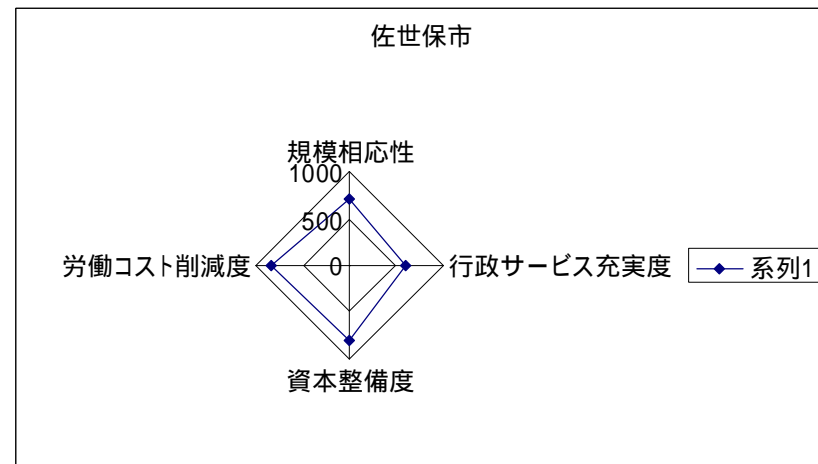 佐世保市
規模相応性
1000
500
0
労働コスト削減度
行政サービス充実度
資本整備度
系列1